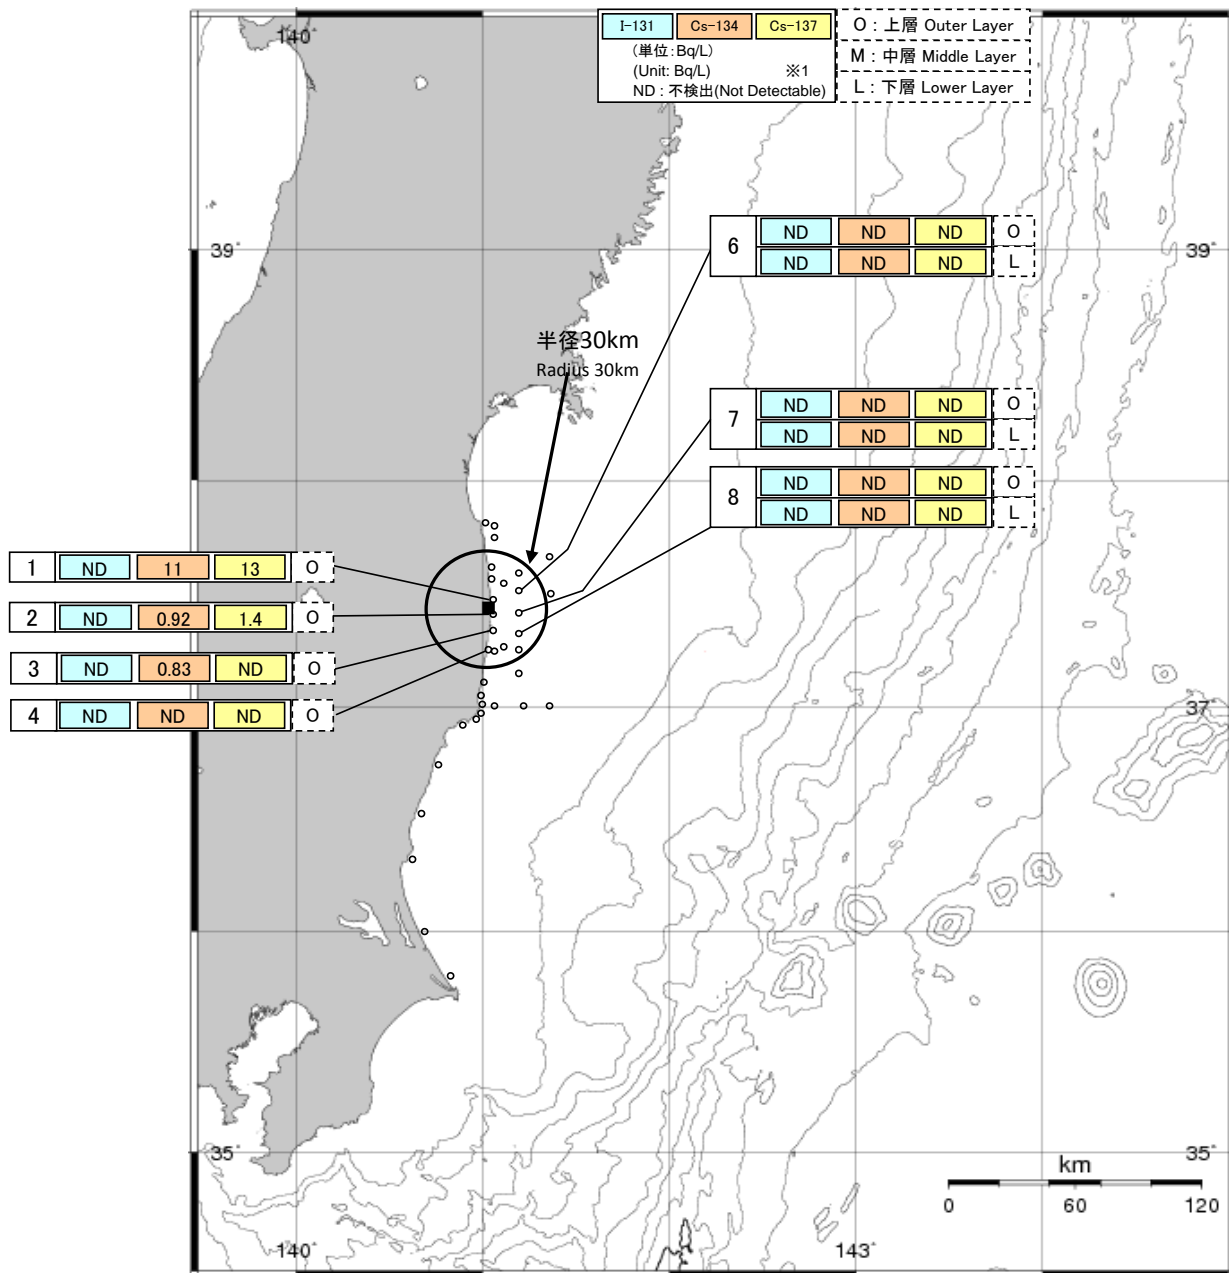 140°
I-131 Cs-134 Cs-137
(単位:Bq/L)
(Unit: Bq/L) ※1
ND : 不検出(Not Detectable)
O : 上層 Outer Layer
M : 中層 Middle Layer
L : 下層 Lower Layer
6 ND ND ND O
ND ND ND L
39° 39°
半径30km
Radius 30km
7 ND ND ND O
ND ND ND L
8 ND ND ND O
ND ND ND L
1 ND 11 13 O
2 ND 0.92 1.4 O
3 ND 0.83 ND O
4 ND ND ND O
37°
35° 35°
km
0 60 120
140° 143°